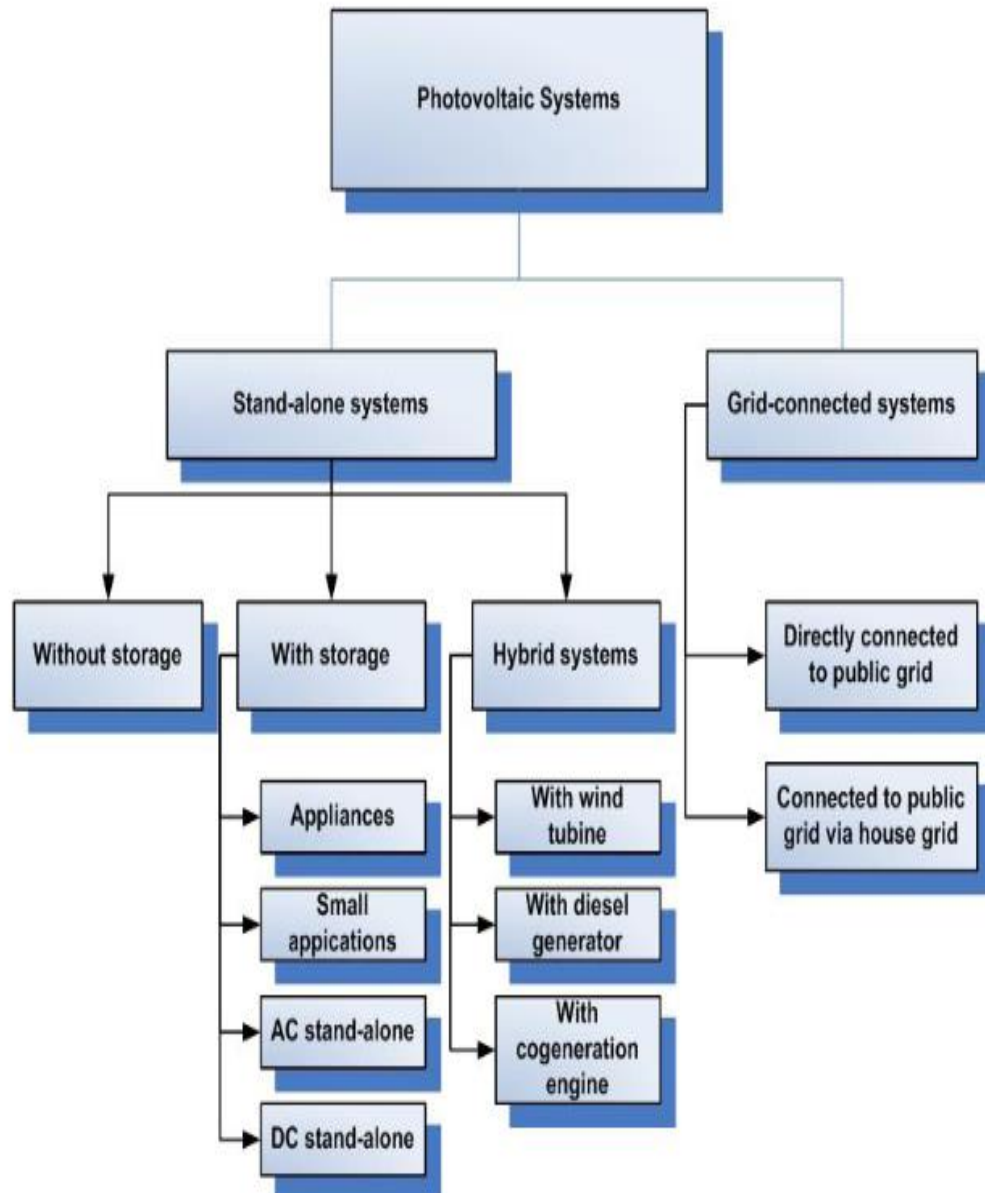 Photovoltaic Systems
Stand-alone systems
Grid-connected systems
Without storage
With storage
Hybrid systems
Directly connected
to public grid
Connected to public
grid via house grid
Appliances
Small
appications
AC stand-alone
DC stand-alone
With wind
tubine
With diesel
generator
With
cogeneration
engine